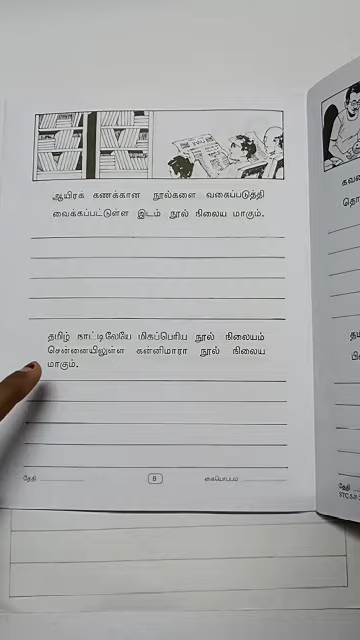 ஆயிரக் கணக்கான நூல்களை வகைப்படுத்தி
வைக்கப்பட்டுள்ள இடம் நூல் நிலைய மாகும்.
தமிழ் நாட்டிலேயே மிகப்பெரிய நூல் நிலையம்
சென்னையிலுள்ள கன்னிமாரா நூல் நிலைய
மாகும்.
தேதி
8
கையொப்பம்
தேதி